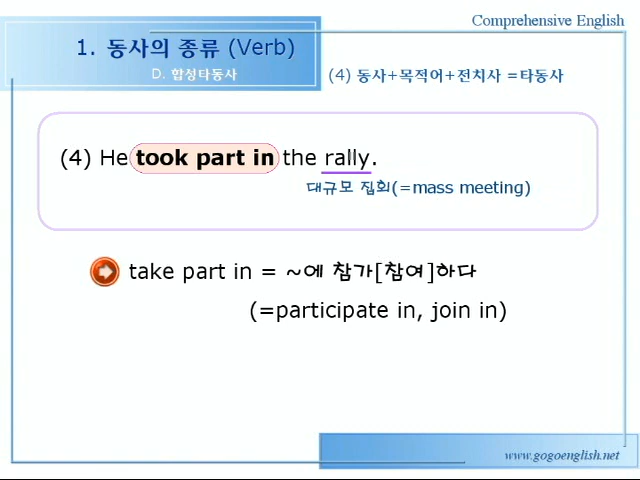 Comprehensive English
1. 동사의 종류 (Verb)
D. 합성타동사
(4) 동사+목적어+전치사 =타동사
(4) He took part in the rally.
대규모 집회(=mass meeting)
take part in = ~에 참가[참여]하다
(=participate in, join in)
www.gogoenglish.net